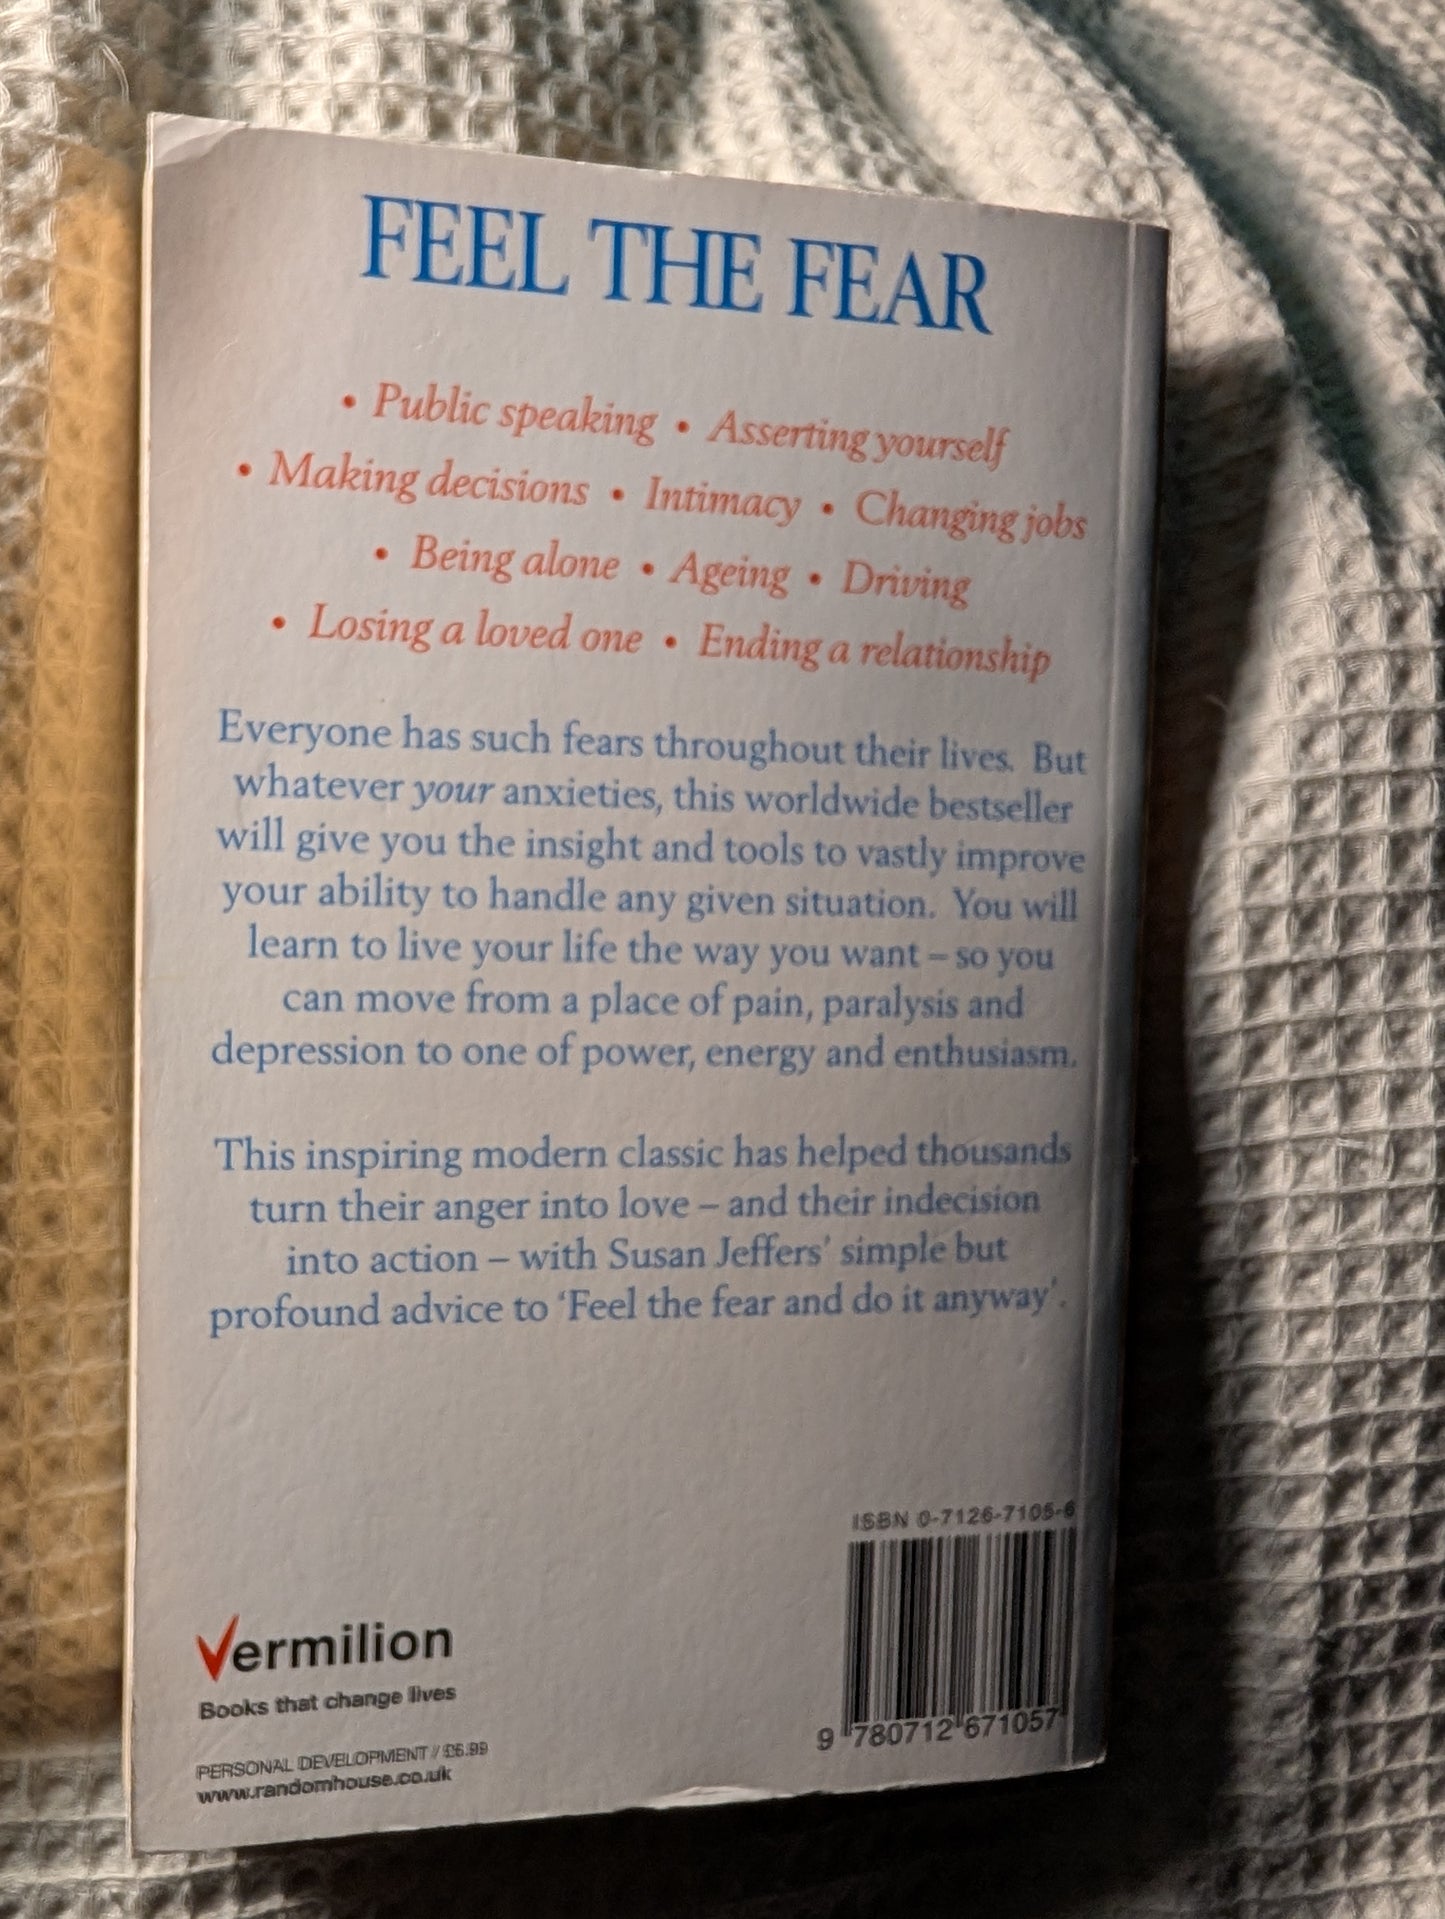 FEEL THE FEAR
• Public speaking • Asserting yourself
• Making decisions • Intimacy • Changing jobs
• Being alone • Ageing • Driving
• Losing a loved one • Ending a relationship
Everyone has such fears throughout their lives. But
whatever your anxieties, this worldwide bestseller
will give you the insight and tools to vastly improve
your ability to handle any given situation. You will
learn to live your life the way you want – so you
can move from a place of pain, paralysis and
depression to one of power, energy and enthusiasm.
This inspiring modern classic has helped thousands
turn their anger into love – and their indecision
into action – with Susan Jeffers' simple but
profound advice to 'Feel the fear and do it anyway'.
ISBN 0-7126-7105-6
9 780712 671057
Vermilion
Books that change lives
PERSONAL DEVELOPMENT / £6.99
www.randomhouse.co.uk